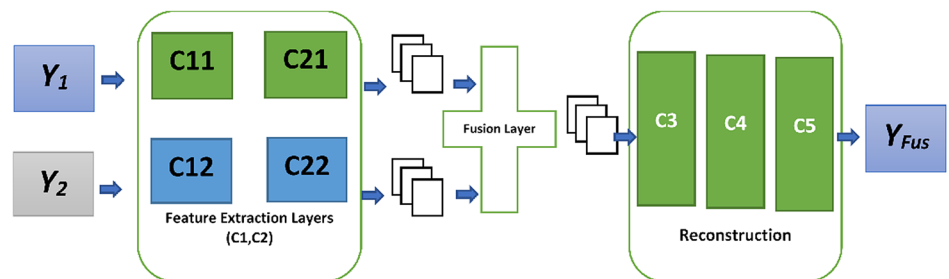 Y1
C11 C21
Y2
C12 C22
Feature Extraction Layers
(C1,C2)
Fusion Layer
C3 C4 C5
Reconstruction
YFus